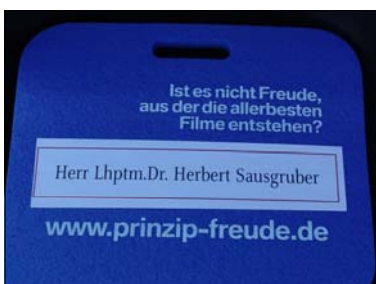 Ist es nicht Freude,
aus der die allerbesten
Filme entstehen?
Herr Lhptm.Dr. Herbert Sausgruber
www.prinzip-freude.de